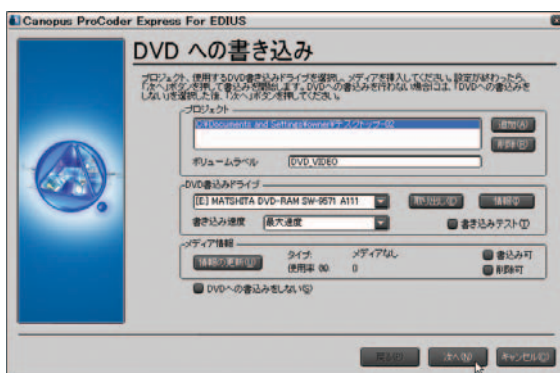 Canopus ProCoder Express For EDIUS
DVD への書き込み
プロジェクト、使用するDVD書き込みドライブを選択し、メディアを挿入してください。設定が終わったら、
「次へ」ボタンを押して書込みを開始します。DVDへの書込みを行わない場合には、「DVDへの書込みを
しない」を選択した後、「次へ」ボタンを押してください。
プロジェクト
C:¥Documents and Settings¥owner¥デスクトップ-02
追加(A)
削除(R)
ボリュームラベル DVD_VIDEO
DVD書込みドライブ
[E:] MATSHITA DVD-RAM SW-9571 A111 取り出し(E) 情報(I)
書き込み速度 最大速度 書き込みテスト(T)
メディア情報
情報の更新(U) タイプ: メディアなし 書込み可
使用率 (%): 0 削除可
DVDへの書込みをしない(S)
戻る(P) 次へ(N) キャンセル(C)